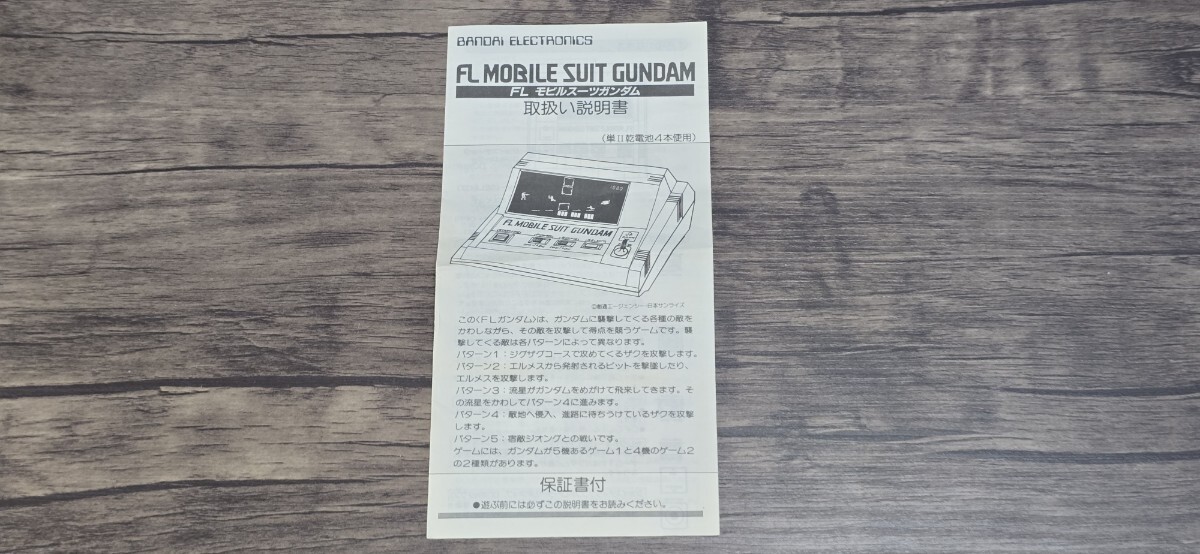 BANDAI ELECTRONICS
FL MOBILE SUIT GUNDAM
FL モビルスーツガンダム
取扱い説明書
(単Ⅱ乾電池4本使用)
FL MOBILE SUIT GUNDAM
©創通エージェンシー・日本サンライズ
この〈FLガンダム〉は、ガンダムに襲撃してくる各種の敵を
かわしながら、その敵を攻撃して得点を競うゲームです。襲
撃してくる敵は各パターンによって異なります。
パターン1:ジグザグコースで攻めてくるザクを攻撃します。
パターン2:エルメスから発射されるビットを撃墜したり、
エルメスを攻撃します。
パターン3:流星がガンダムをめがけて飛来してきます。そ
の流星をかわしてパターン4に進みます。
パターン4:敵地へ侵入、進路に待ちうけているザクを攻撃
します。
パターン5:宿敵ジオングとの戦いです。
ゲームには、ガンダムが5機あるゲーム1と4機のゲーム2
の2種類があります。
保証書付
●遊ぶ前には必ずこの説明書をお読みください。